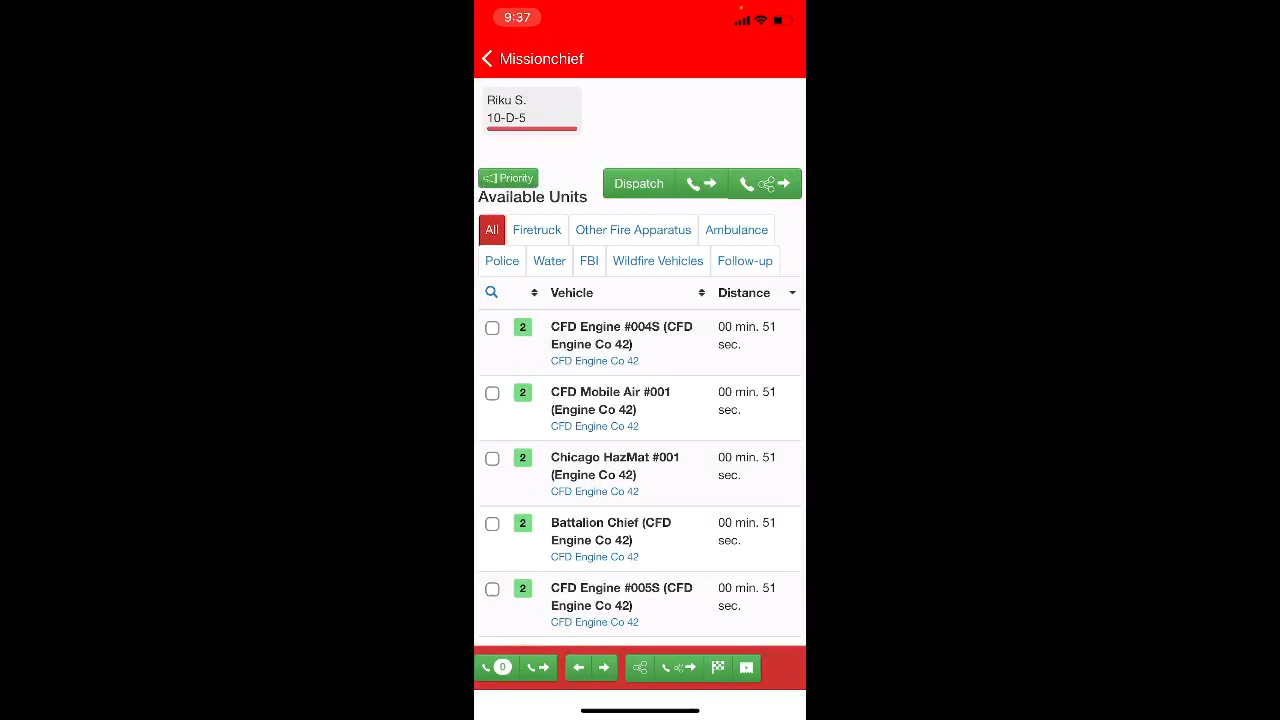 9:37
Missionchief
Riku S.
10-D-5
Priority
Dispatch
Available Units
All Firetruck Other Fire Apparatus Ambulance
Police Water FBI Wildfire Vehicles Follow-up
Vehicle Distance
2 CFD Engine #004S (CFD 00 min. 51
Engine Co 42) sec.
CFD Engine Co 42
2 CFD Mobile Air #001 00 min. 51
(Engine Co 42) sec.
CFD Engine Co 42
2 Chicago HazMat #001 00 min. 51
(Engine Co 42) sec.
CFD Engine Co 42
2 Battalion Chief (CFD 00 min. 51
Engine Co 42) sec.
CFD Engine Co 42
2 CFD Engine #005S (CFD 00 min. 51
Engine Co 42) sec.
CFD Engine Co 42
0